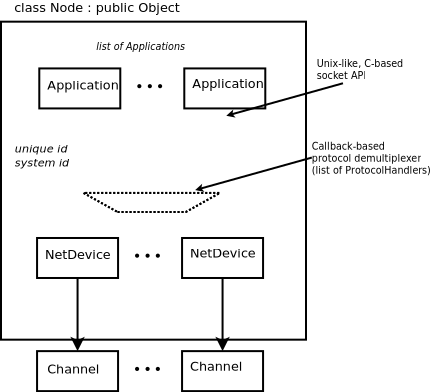 class Node : public Object
list of Applications
Unix-like, C-based
socket API
Application • • • Application
Callback-based
protocol demultiplexer
(list of ProtocolHandlers)
unique id
system id
NetDevice • • • NetDevice
Channel • • • Channel